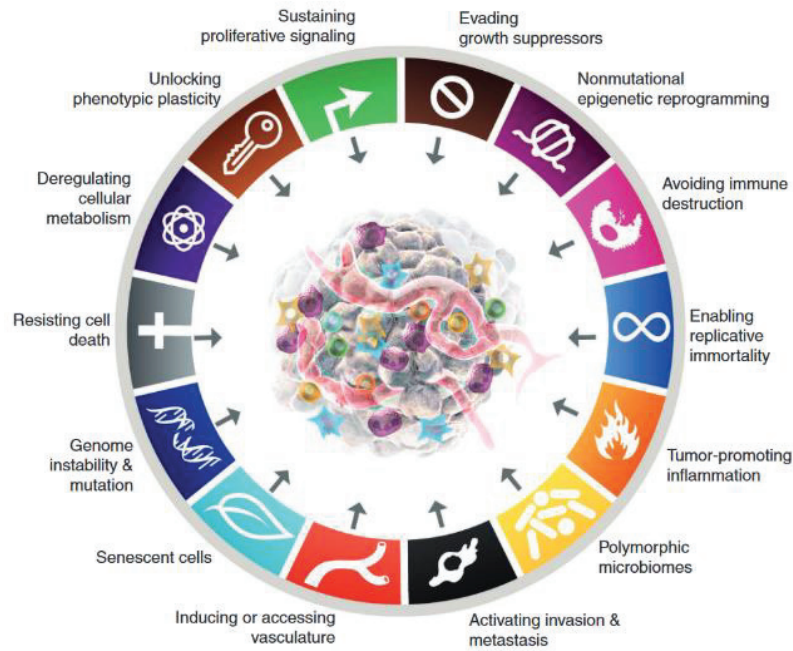 Sustaining
proliferative signaling
Evading
growth suppressors
Nonmutational
epigenetic reprogramming
Avoiding immune
destruction
Enabling
replicative
immortality
Tumor-promoting
inflammation
Polymorphic
microbiomes
Activating invasion &
metastasis
Inducing or accessing
vasculature
Senescent cells
Genome
instability &
mutation
Resisting cell
death
Deregulating
cellular
metabolism
Unlocking
phenotypic plasticity